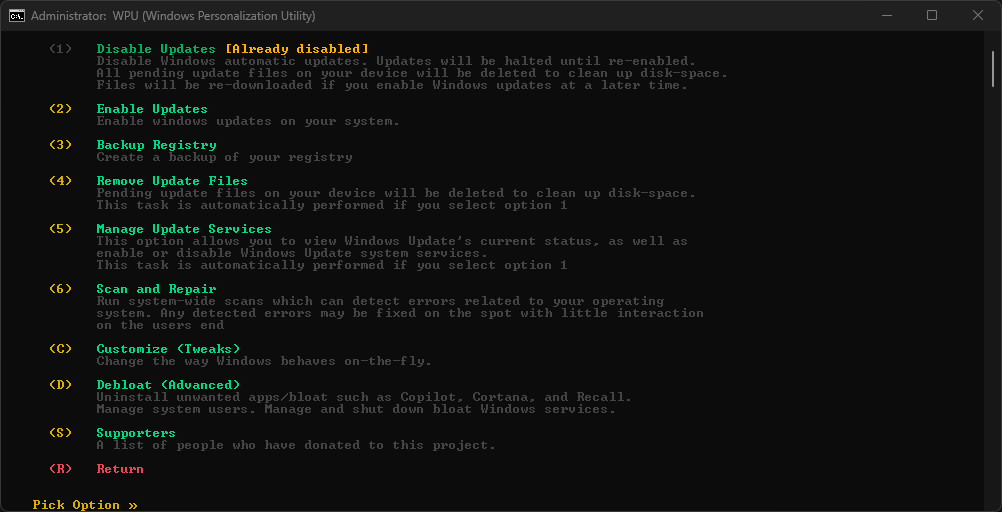 Administrator: WPU (Windows Personalization Utility)
(1) Disable Updates [Already disabled]
Disable Windows automatic updates. Updates will be halted until re-enabled.
All pending update files on your device will be deleted to clean up disk-space.
Files will be re-downloaded if you enable Windows updates at a later time.
(2) Enable Updates
Enable windows updates on your system.
(3) Backup Registry
Create a backup of your registry
(4) Remove Update Files
Pending update files on your device will be deleted to clean up disk-space.
This task is automatically performed if you select option 1
(5) Manage Update Services
This option allows you to view Windows Update's current status, as well as
enable or disable Windows Update system services.
This task is automatically performed if you select option 1
(6) Scan and Repair
Run system-wide scans which can detect errors related to your operating
system. Any detected errors may be fixed on the spot with little interaction
on the users end
(C) Customize (Tweaks)
Change the way Windows behaves on-the-fly.
(D) Debloat (Advanced)
Uninstall unwanted apps/bloat such as Copilot, Cortana, and Recall.
Manage system users. Manage and shut down bloat Windows services.
(S) Supporters
A list of people who have donated to this project.
(R) Return
Pick Option »